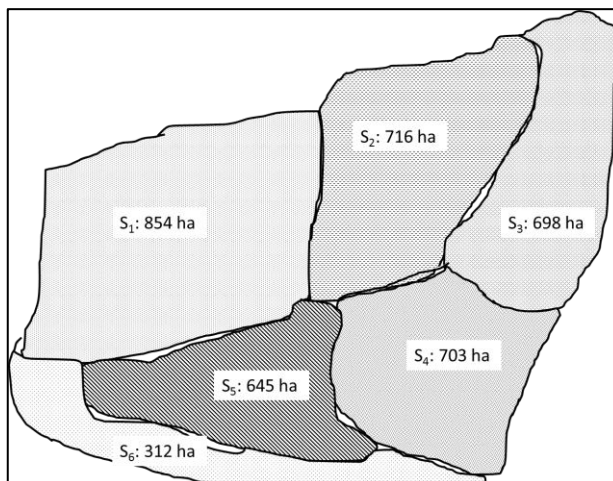 S₂: 716 ha
S₁: 854 ha
S₃: 698 ha
S₄: 703 ha
S₅: 645 ha
S₆: 312 ha